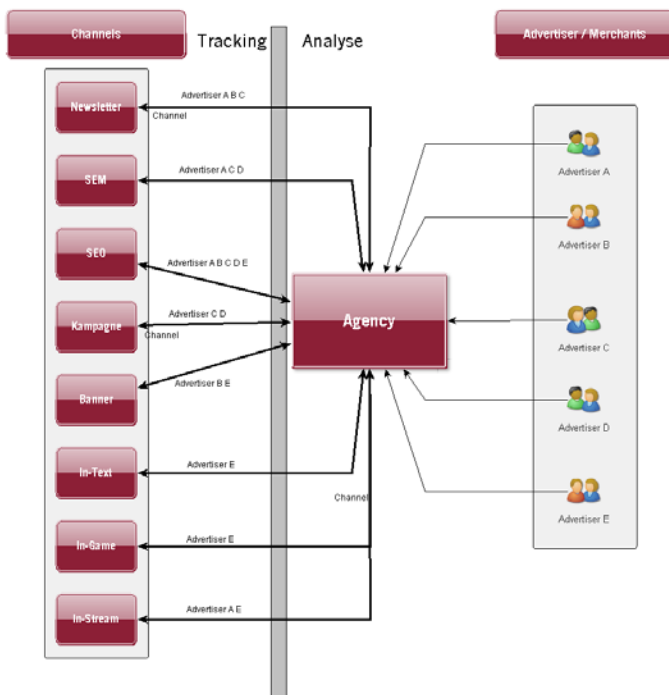 Channels
Tracking
Analyse
Advertiser / Merchants
Newsletter
Advertiser A B C
Channel
SEM
Advertiser A C D
SEO
Advertiser A B C D E
Kampagne
Advertiser C D
Channel
Banner
Advertiser B E
In-Text
Advertiser E
Channel
In-Game
Advertiser E
In-Stream
Advertiser A E
Agency
Advertiser A
Advertiser B
Advertiser C
Advertiser D
Advertiser E